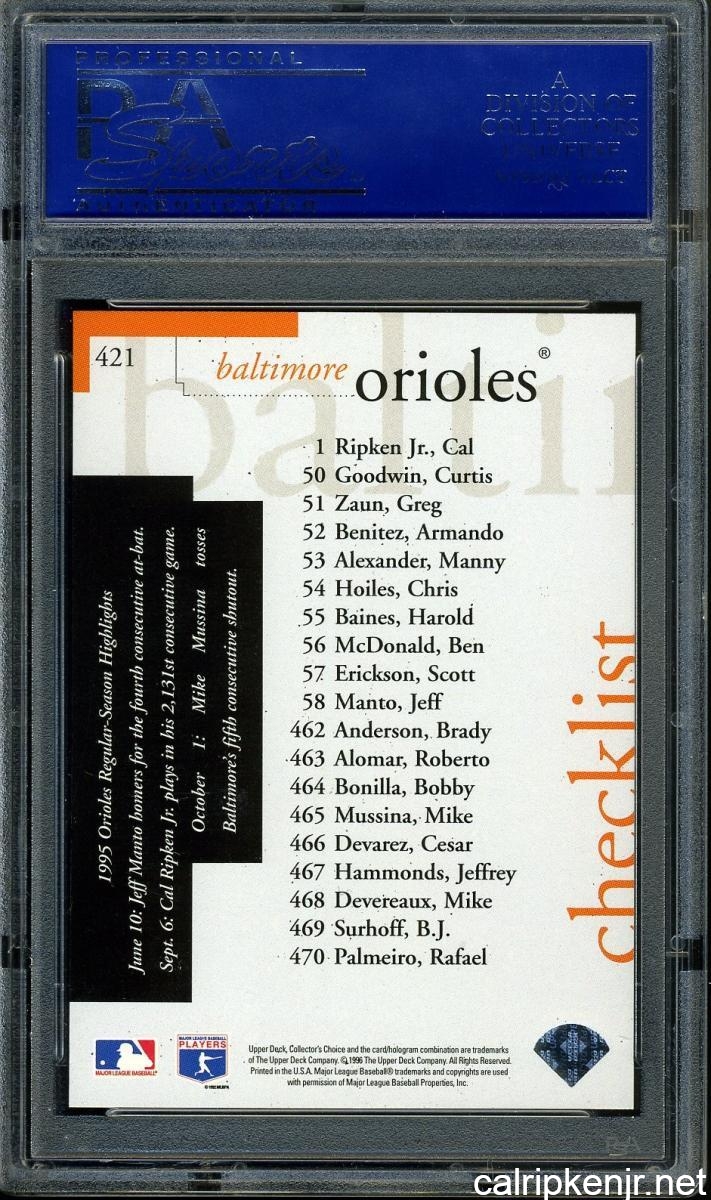 PROFESSIONAL
PSA
Sports
AUTHENTICATOR
A
DIVISION OF
COLLECTORS
UNIVERSE
421
baltimore orioles®
balti
1 Ripken Jr., Cal
50 Goodwin, Curtis
51 Zaun, Greg
52 Benitez, Armando
53 Alexander, Manny
54 Hoiles, Chris
55 Baines, Harold
56 McDonald, Ben
57 Erickson, Scott
58 Manto, Jeff
462 Anderson, Brady
463 Alomar, Roberto
464 Bonilla, Bobby
465 Mussina, Mike
466 Devarez, Cesar
467 Hammonds, Jeffrey
468 Devereaux, Mike
469 Surhoff, B.J.
470 Palmeiro, Rafael
1995 Orioles Regular-Season Highlights
June 10: Jeff Manto homers for the fourth consecutive at-bat.
Sept. 6: Cal Ripken Jr. plays in his 2,131st consecutive game.
October 1: Mike Mussina tosses
Baltimore's fifth consecutive shutout.
checklist
MAJOR LEAGUE BASEBALL
MAJOR LEAGUE BASEBALL
PLAYERS
Upper Deck, Collector's Choice and the card/hologram combination are trademarks
of The Upper Deck Company. © 1996 The Upper Deck Company. All Rights Reserved.
Printed in the U.S.A. Major League Baseball® trademarks and copyrights are used
with permission of Major League Baseball Properties, Inc.
PSA
calripkenjr.net